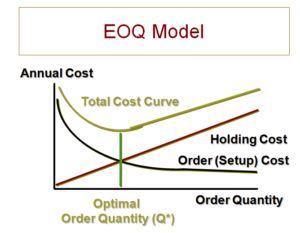 EOQ Model
Annual Cost
Total Cost Curve
Holding Cost
Order (Setup) Cost
Optimal
Order Quantity (Q*)
Order Quantity